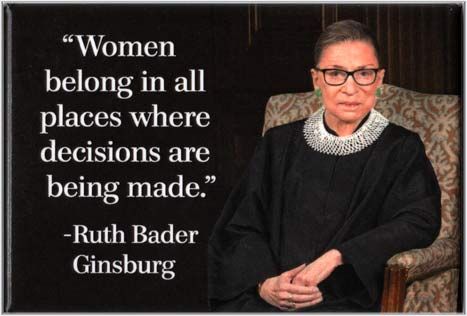 “Women
belong in all
places where
decisions are
being made.”
-Ruth Bader
Ginsburg